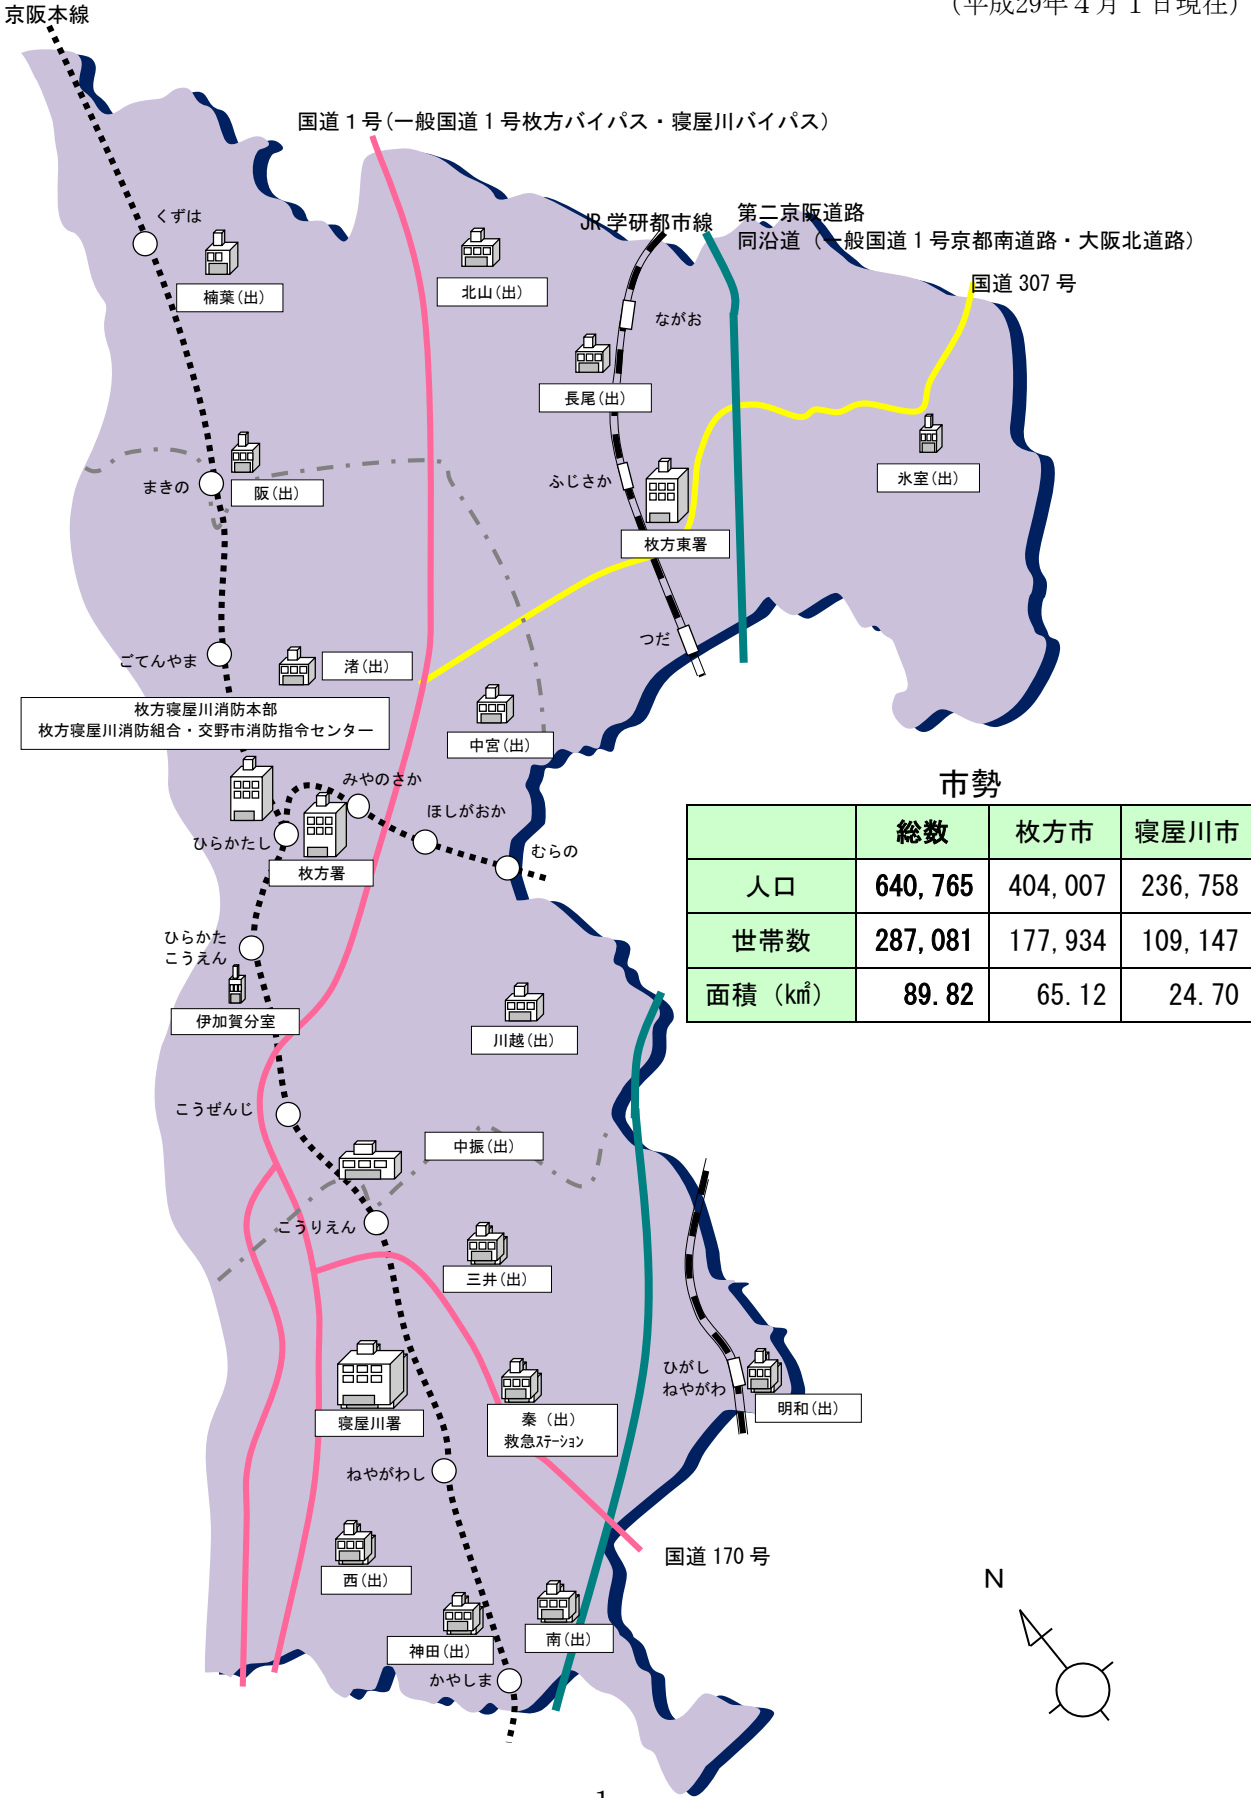 （平成29年４月１日現在）
京阪本線
国道１号（一般国道１号枚方バイパス・寝屋川バイパス）
くずは
楠葉（出）
北山（出）
JR 学研都市線
第二京阪道路
同沿道（一般国道１号京都南道路・大阪北道路）
国道 307 号
ながお
長尾（出）
まきの
阪（出）
ふじさか
枚方東署
氷室（出）
つだ
ごてんやま
渚（出）
枚方寝屋川消防本部
枚方寝屋川消防組合・交野市消防指令センター
中宮（出）
みやのさか
ほしがおか
ひらかたし
枚方署
むらの
市勢
総数 枚方市 寝屋川市
人口 640,765 404,007 236,758
世帯数 287,081 177,934 109,147
面積（k㎡） 89.82 65.12 24.70
ひらかた
こうえん
伊加賀分室
川越（出）
こうぜんじ
中振（出）
こうりえん
三井（出）
寝屋川署
秦（出）
救急ｽﾃｰｼｮﾝ
ひがし
ねやがわ
明和（出）
ねやがわし
国道 170 号
西（出）
神田（出）
南（出）
かやしま
N
1